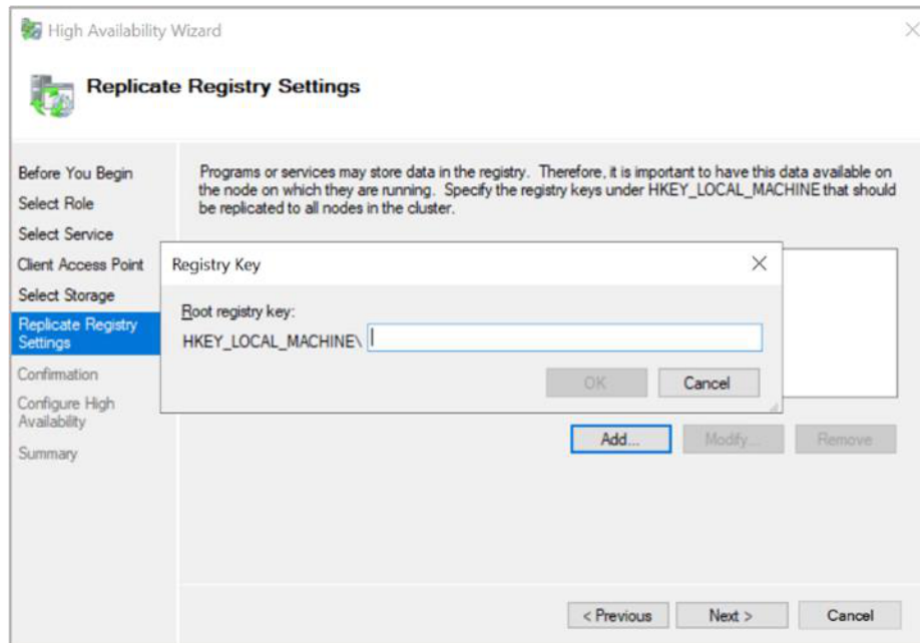 High Availability Wizard
Replicate Registry Settings
Before You Begin
Select Role
Select Service
Client Access Point
Select Storage
Replicate Registry
Settings
Confirmation
Configure High
Availability
Summary
Programs or services may store data in the registry. Therefore, it is important to have this data available on
the node on which they are running. Specify the registry keys under HKEY_LOCAL_MACHINE that should
be replicated to all nodes in the cluster.
Registry Key
Root registry key:
HKEY_LOCAL_MACHINE\
OK
Cancel
Add...
Modify...
Remove
< Previous
Next >
Cancel